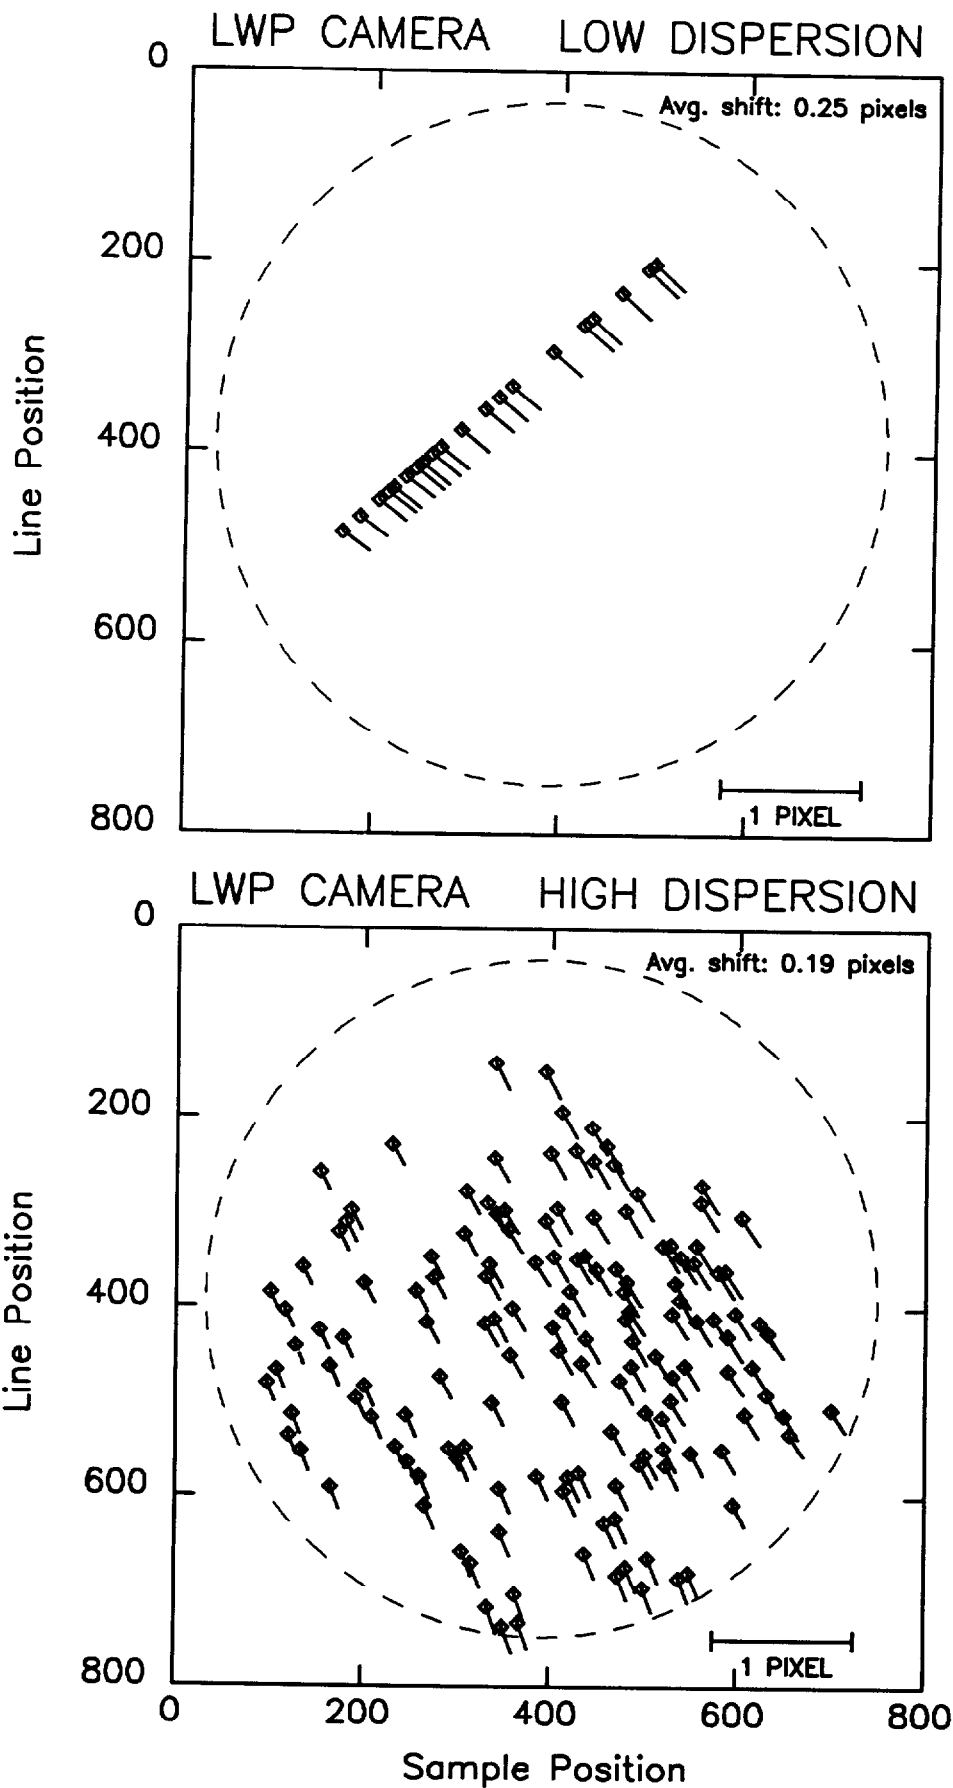 LWP CAMERA LOW DISPERSION
Avg. shift: 0.25 pixels
0
200
400
600
800
Line Position
1 PIXEL
LWP CAMERA HIGH DISPERSION
Avg. shift: 0.19 pixels
0
200
400
600
800
Line Position
1 PIXEL
0 200 400 600 800
Sample Position